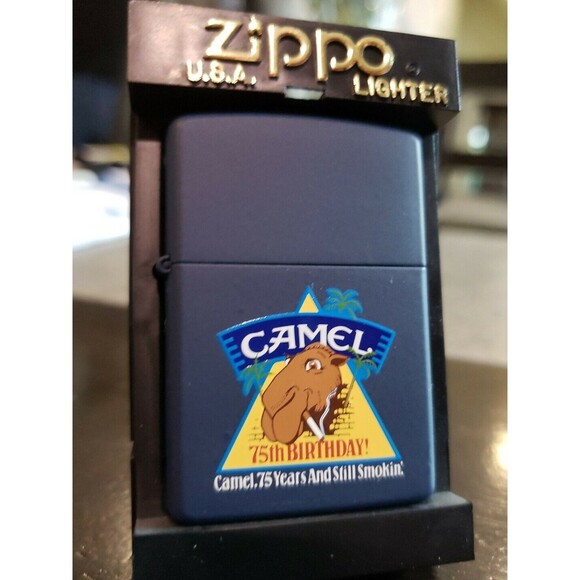 Zippo
U.S.A. LIGHTER
CAMEL
75th BIRTHDAY!
Camel. 75 Years And Still Smokin'.